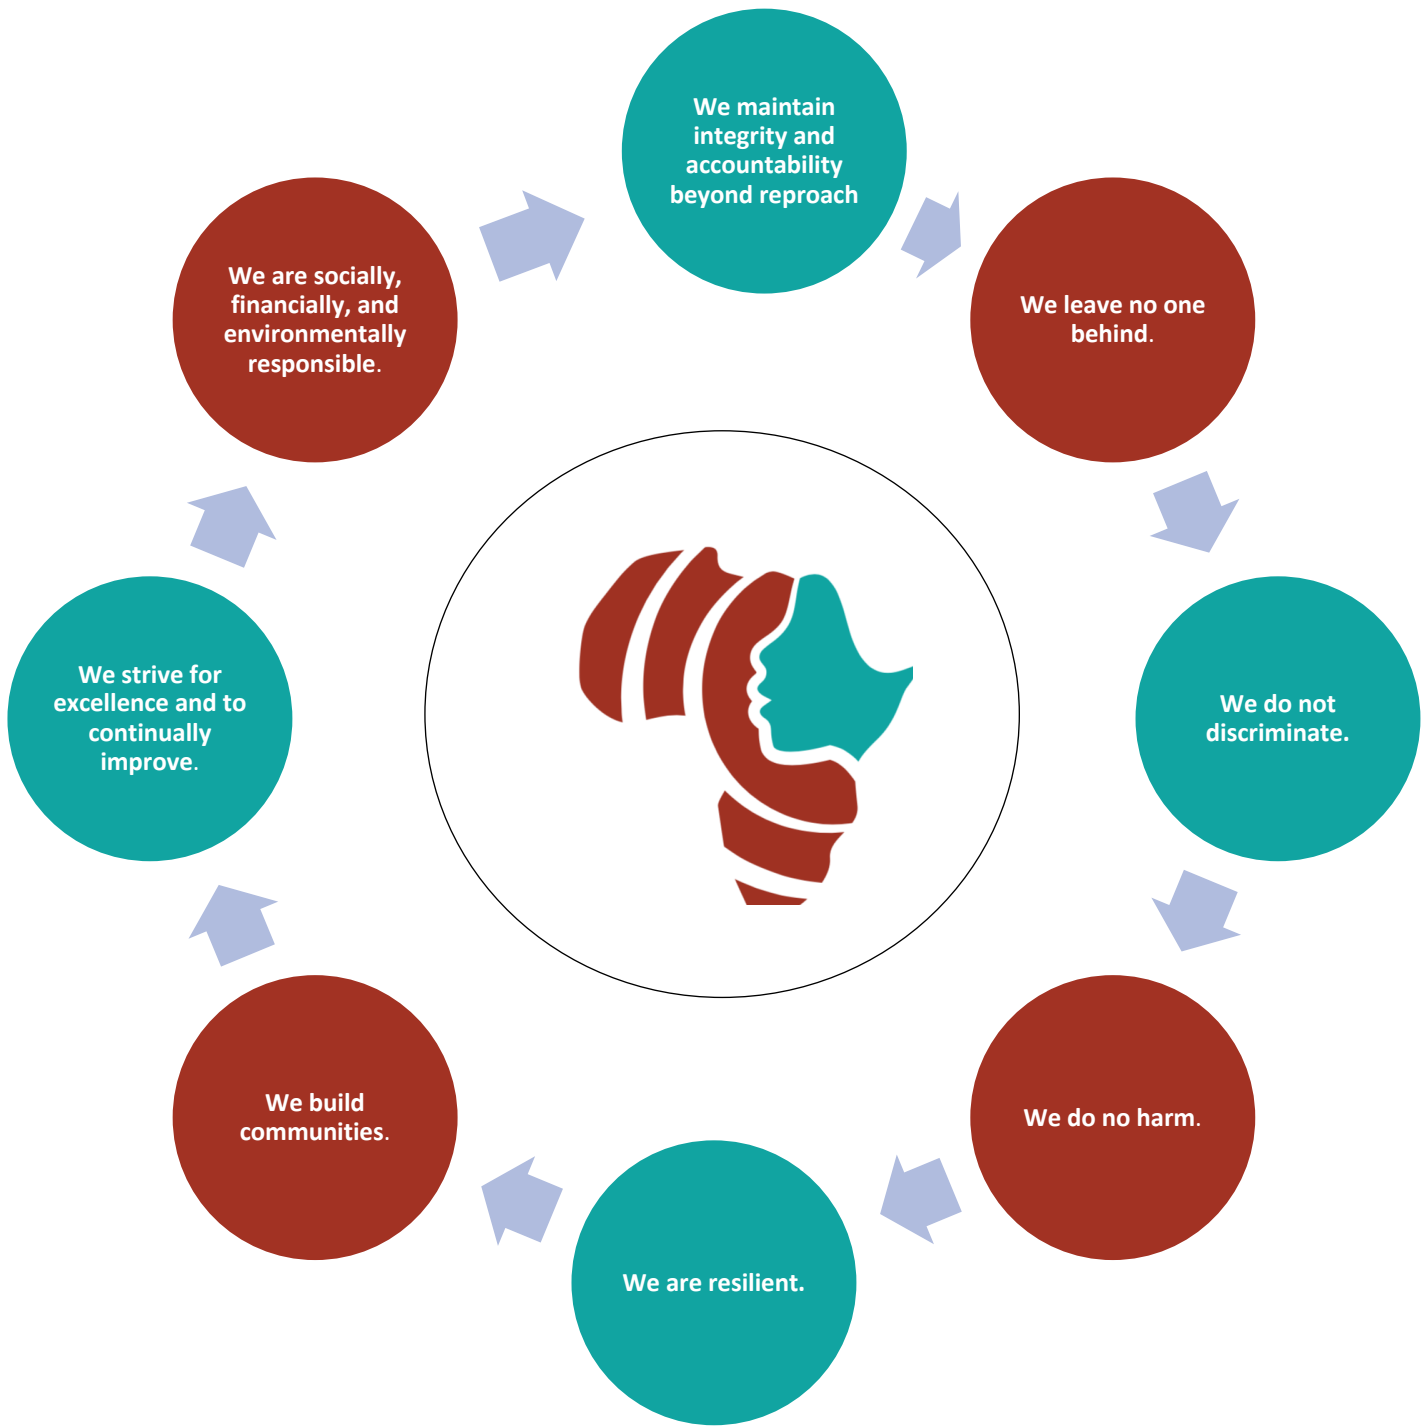 We maintain
integrity and
accountability
beyond reproach
We leave no one
behind.
We do not
discriminate.
We do no harm.
We are resilient.
We build
communities.
We strive for
excellence and to
continually
improve.
We are socially,
financially, and
environmentally
responsible.